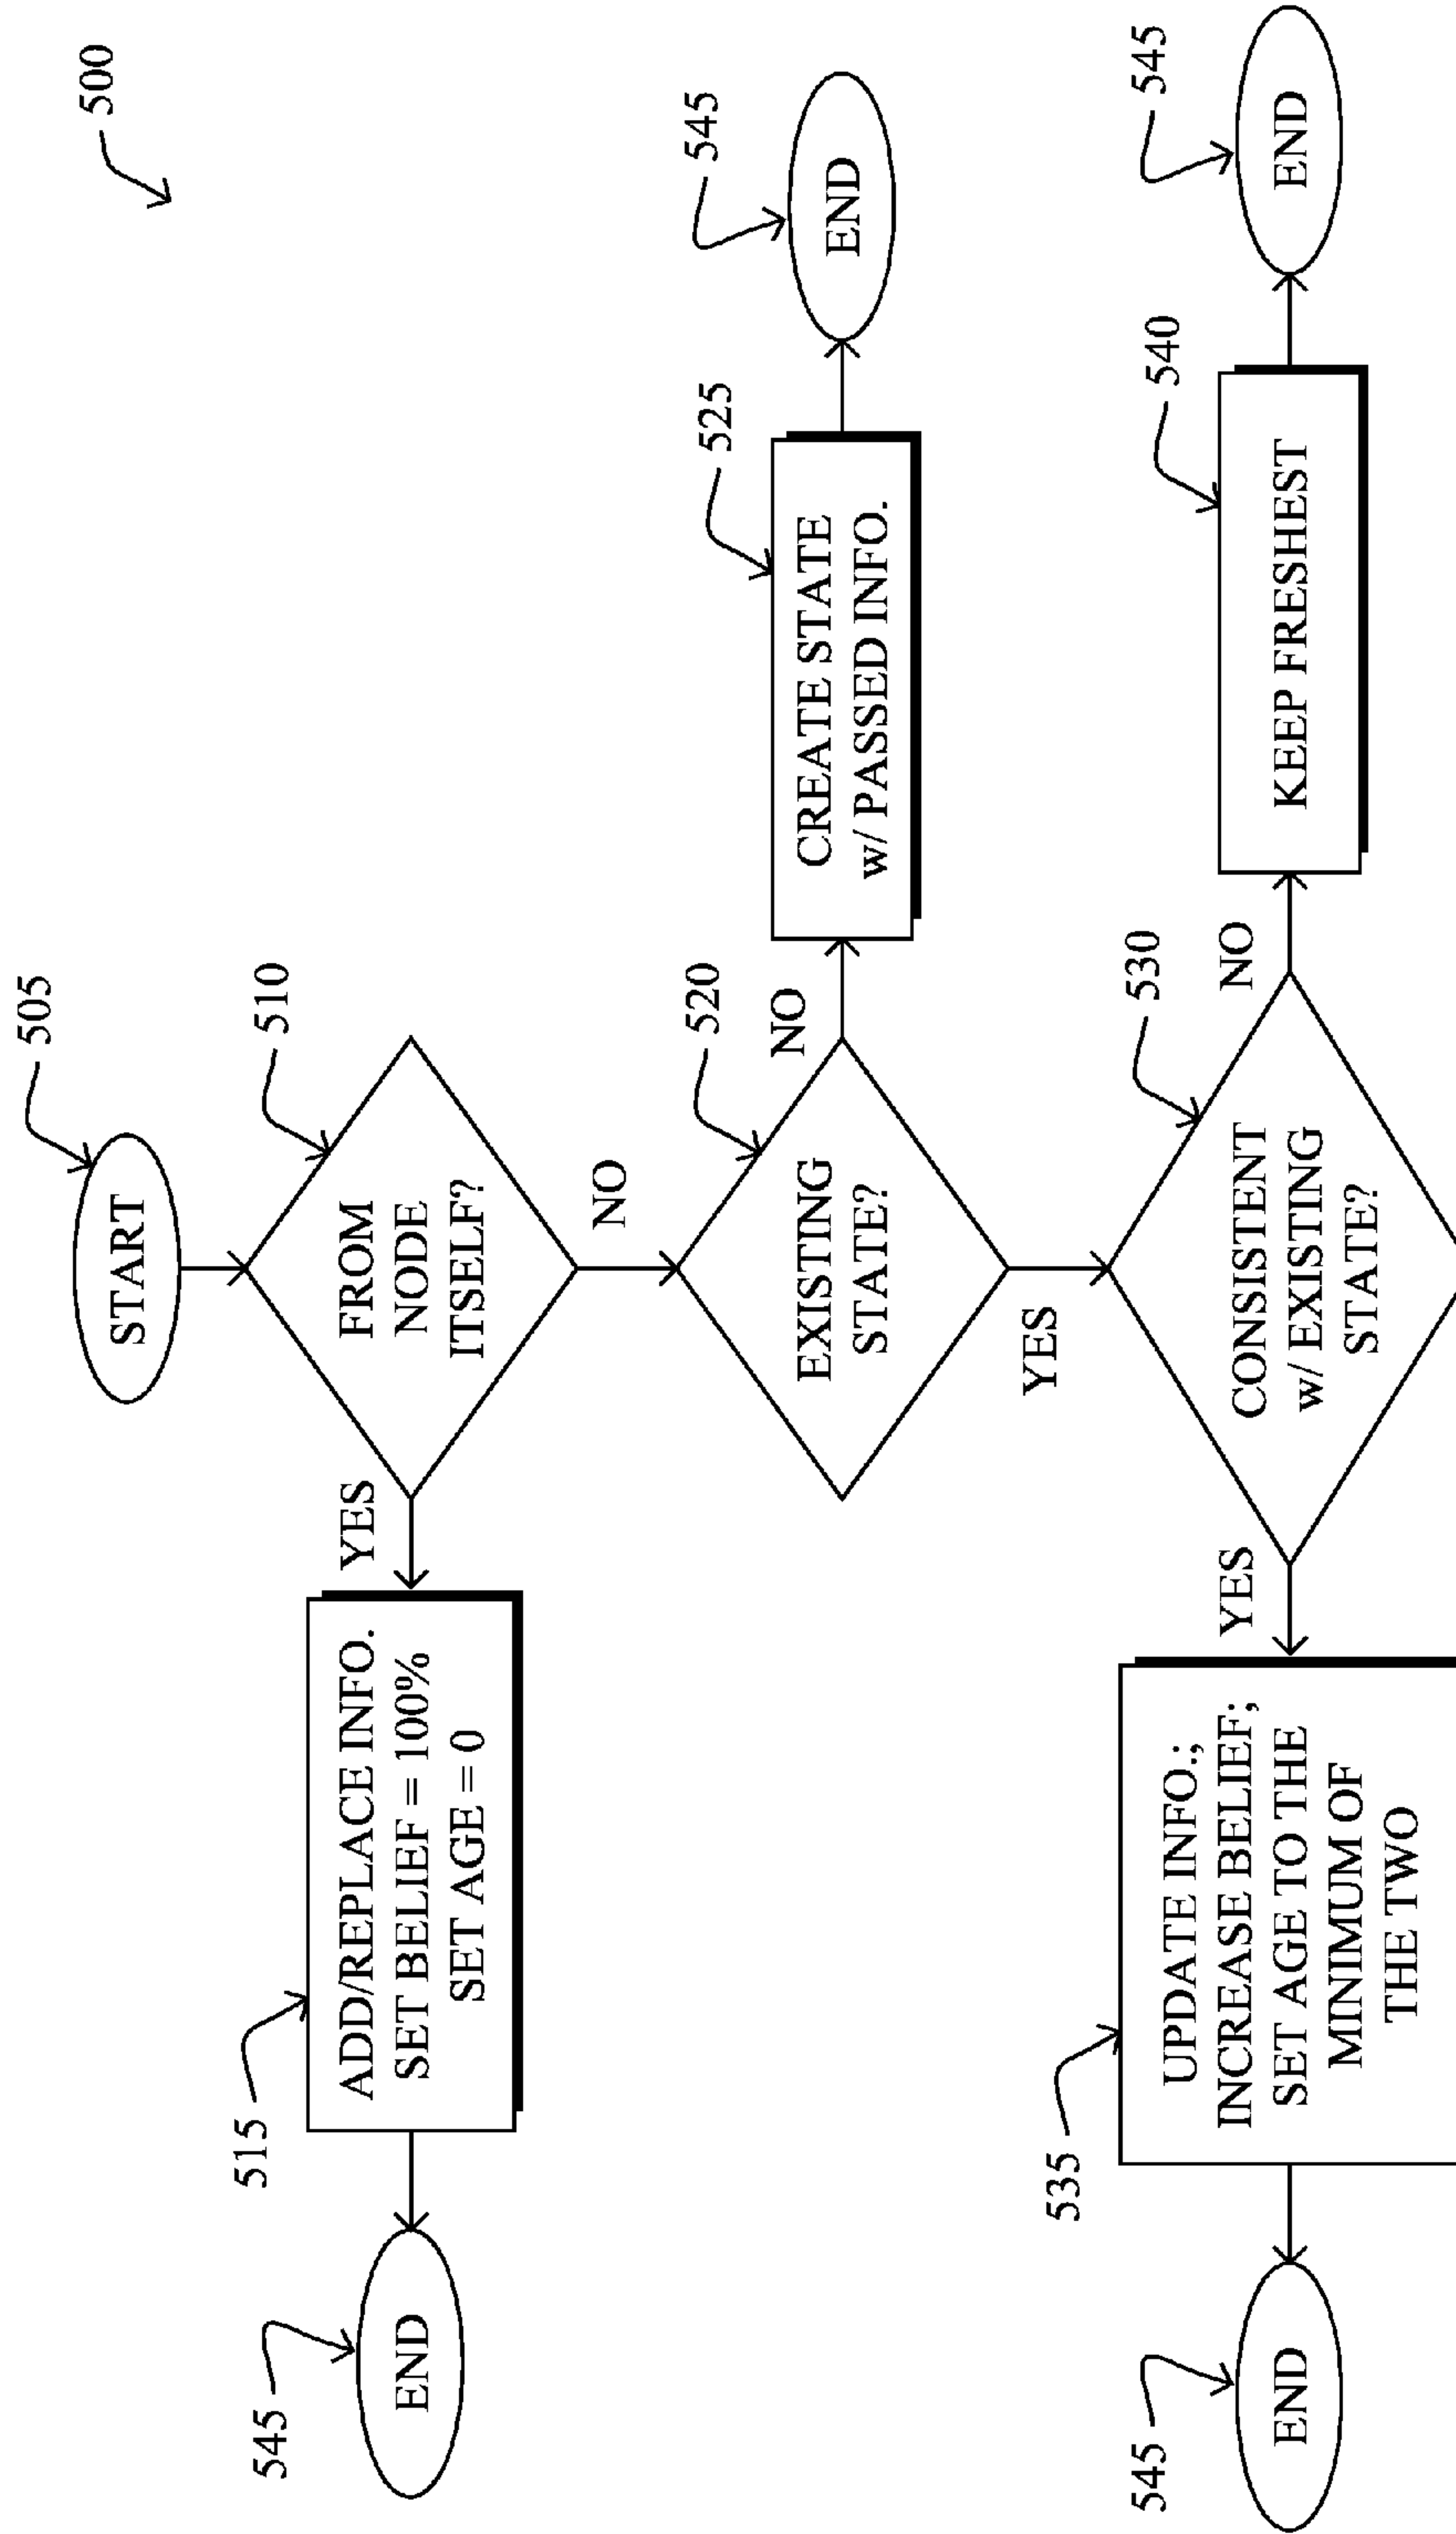 500
505
START
510
FROM
NODE
ITSELF?
YES
515
ADD/REPLACE INFO.
SET BELIEF = 100%
SET AGE = 0
545
END
NO
520
EXISTING
STATE?
NO
525
CREATE STATE
w/ PASSED INFO.
545
END
YES
530
CONSISTENT
w/ EXISTING
STATE?
YES
535
UPDATE INFO.;
INCREASE BELIEF;
SET AGE TO THE
MINIMUM OF
THE TWO
545
END
NO
540
KEEP FRESHEST
545
END